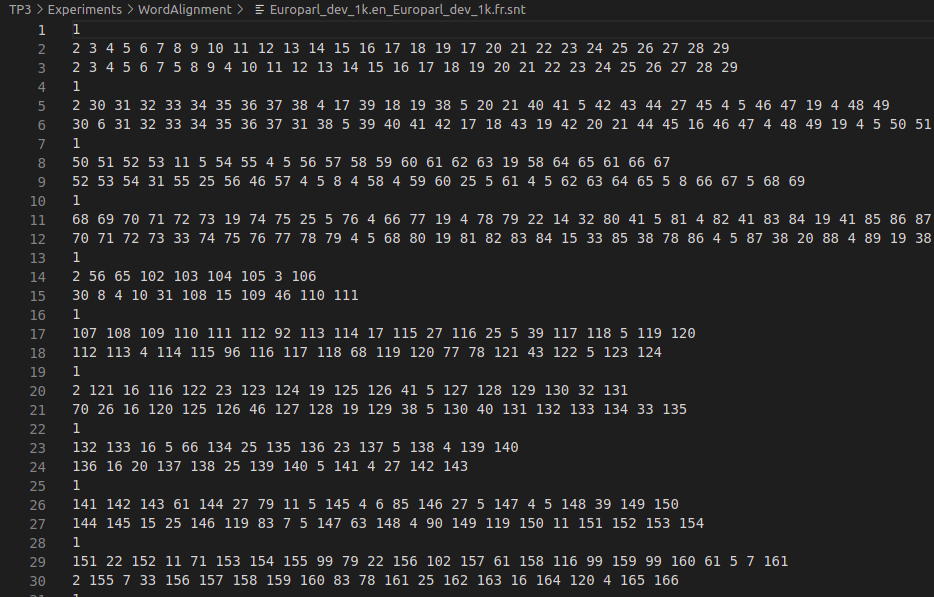 TP3 > Experiments > WordAlignment > Europarl_dev_1k.en_Europarl_dev_1k.fr.snt
1 1
2 2 3 4 5 6 7 8 9 10 11 12 13 14 15 16 17 18 19 17 20 21 22 23 24 25 26 27 28 29
3 2 3 4 5 6 7 5 8 9 4 10 11 12 13 14 15 16 17 18 19 20 21 22 23 24 25 26 27 28 29
4 1
5 2 30 31 32 33 34 35 36 37 38 4 17 39 18 19 38 5 20 21 40 41 5 42 43 44 27 45 4 5 46 47 19 4 48 49
6 30 6 31 32 33 34 35 36 37 31 38 5 39 40 41 42 17 18 43 19 42 20 21 44 45 16 46 47 4 48 49 19 4 5 50 51
7 1
8 50 51 52 53 11 5 54 55 4 5 56 57 58 59 60 61 62 63 19 58 64 65 61 66 67
9 52 53 54 31 55 25 56 46 57 4 5 8 4 58 4 59 60 25 5 61 4 5 62 63 64 65 5 8 66 67 5 68 69
10 1
11 68 69 70 71 72 73 19 74 75 25 5 76 4 66 77 19 4 78 79 22 14 32 80 41 5 81 4 82 41 83 84 19 41 85 86 87
12 70 71 72 73 33 74 75 76 77 78 79 4 5 68 80 19 81 82 83 84 15 33 85 38 78 86 4 5 87 38 20 88 4 89 19 38
13 1
14 2 56 65 102 103 104 105 3 106
15 30 8 4 10 31 108 15 109 46 110 111
16 1
17 107 108 109 110 111 112 92 113 114 17 115 27 116 25 5 39 117 118 5 119 120
18 112 113 4 114 115 96 116 117 118 68 119 120 77 78 121 43 122 5 123 124
19 1
20 2 121 16 116 122 23 123 124 19 125 126 41 5 127 128 129 130 32 131
21 70 26 16 120 125 126 46 127 128 19 129 38 5 130 40 131 132 133 134 33 135
22 1
23 132 133 16 5 66 134 25 135 136 23 137 5 138 4 139 140
24 136 16 20 137 138 25 139 140 5 141 4 27 142 143
25 1
26 141 142 143 61 144 27 79 11 5 145 4 6 85 146 27 5 147 4 5 148 39 149 150
27 144 145 15 25 146 119 83 7 5 147 63 148 4 90 149 119 150 11 151 152 153 154
28 1
29 151 22 152 11 71 153 154 155 99 79 22 156 102 157 61 158 116 99 159 99 160 61 5 7 161
30 2 155 7 33 156 157 158 159 160 83 78 161 25 162 163 16 164 120 4 165 166